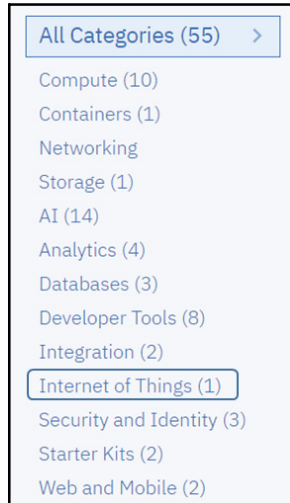 All Categories (55)
Compute (10)
Containers (1)
Networking
Storage (1)
AI (14)
Analytics (4)
Databases (3)
Developer Tools (8)
Integration (2)
Internet of Things (1)
Security and Identity (3)
Starter Kits (2)
Web and Mobile (2)